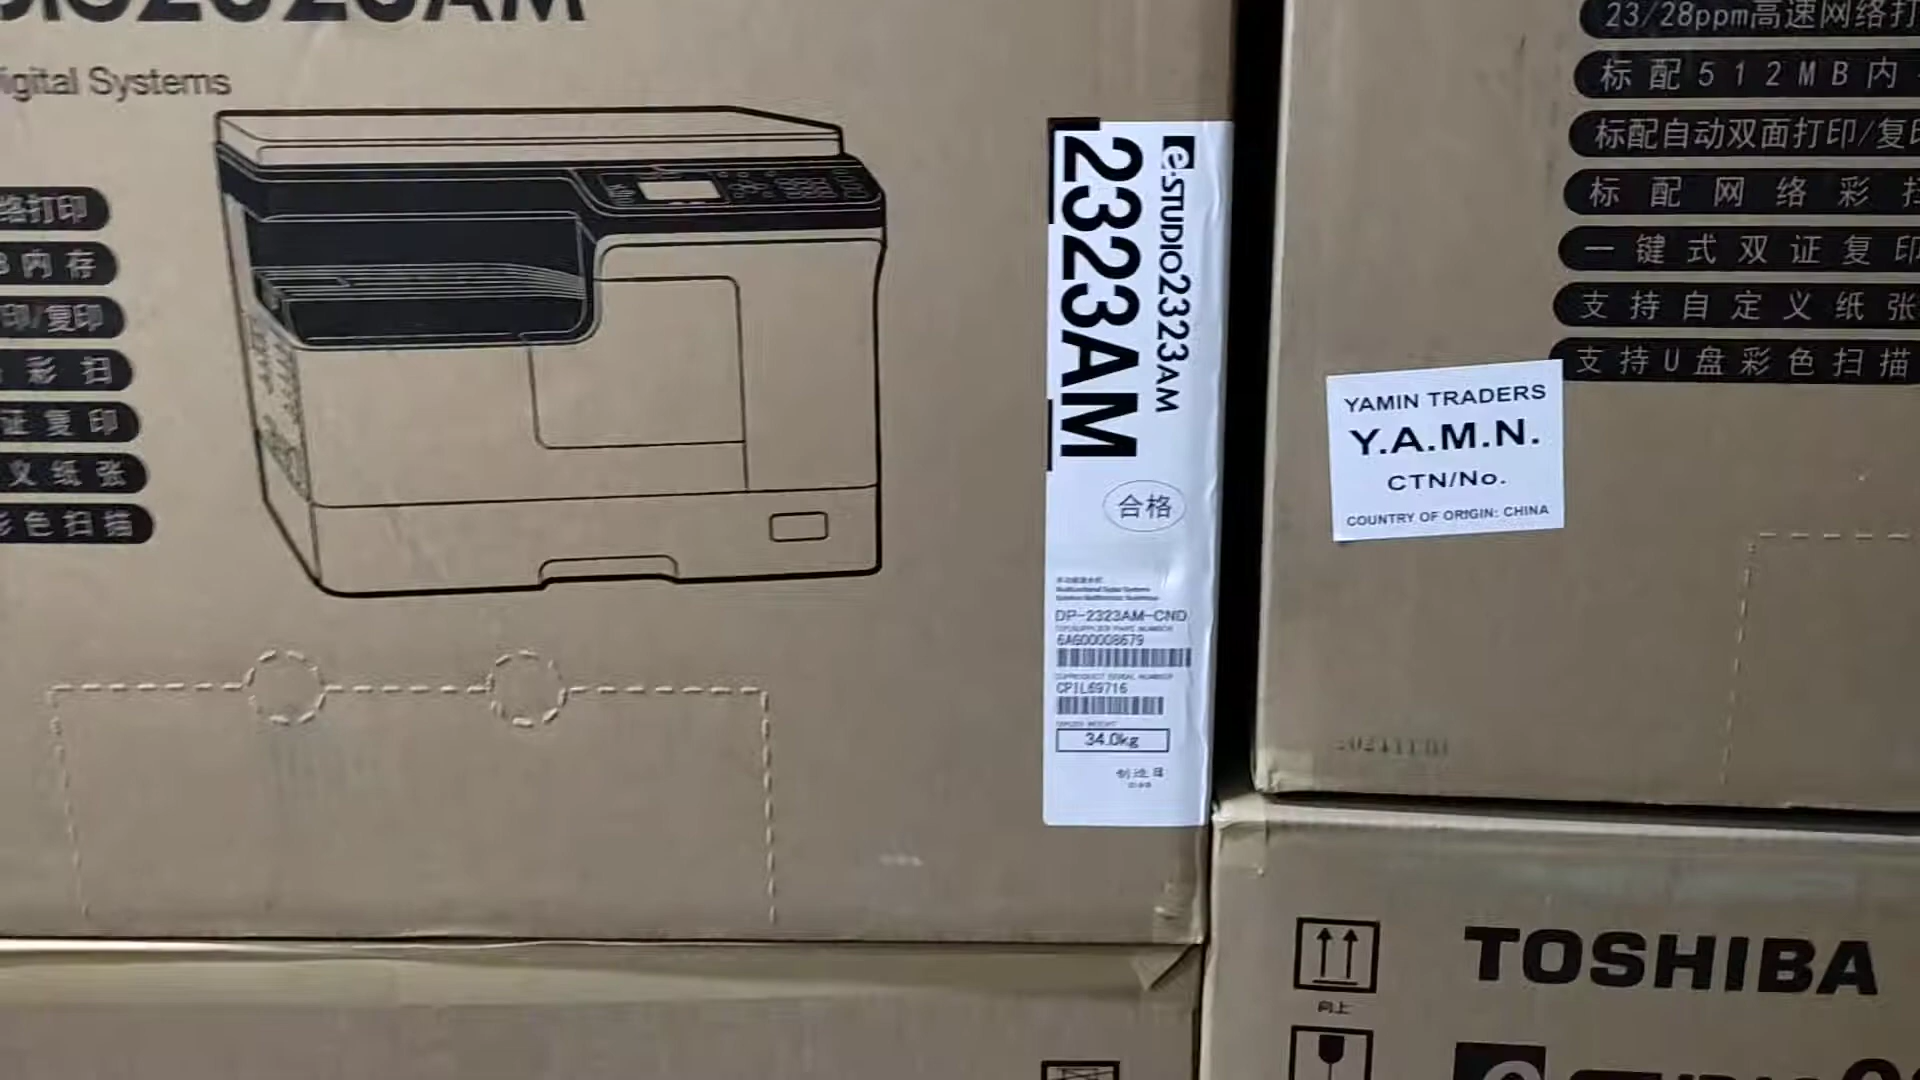 igital Systems
络打印
内存
印/复印
彩扫
证复印
义纸张
色扫描
e-STUDIO2323AM
2323AM
合格
DP-2323AM-CND
6AG00008679
CPIL69716
34.0kg
制造日
23/28ppm高速网络打
标配512MB内
标配自动双面打印/复印
标配网络彩扫
一键式双证复印
支持自定义纸张
支持U盘彩色扫描
YAMIN TRADERS
Y.A.M.N.
CTN/No.
COUNTRY OF ORIGIN: CHINA
TOSHIBA
向上